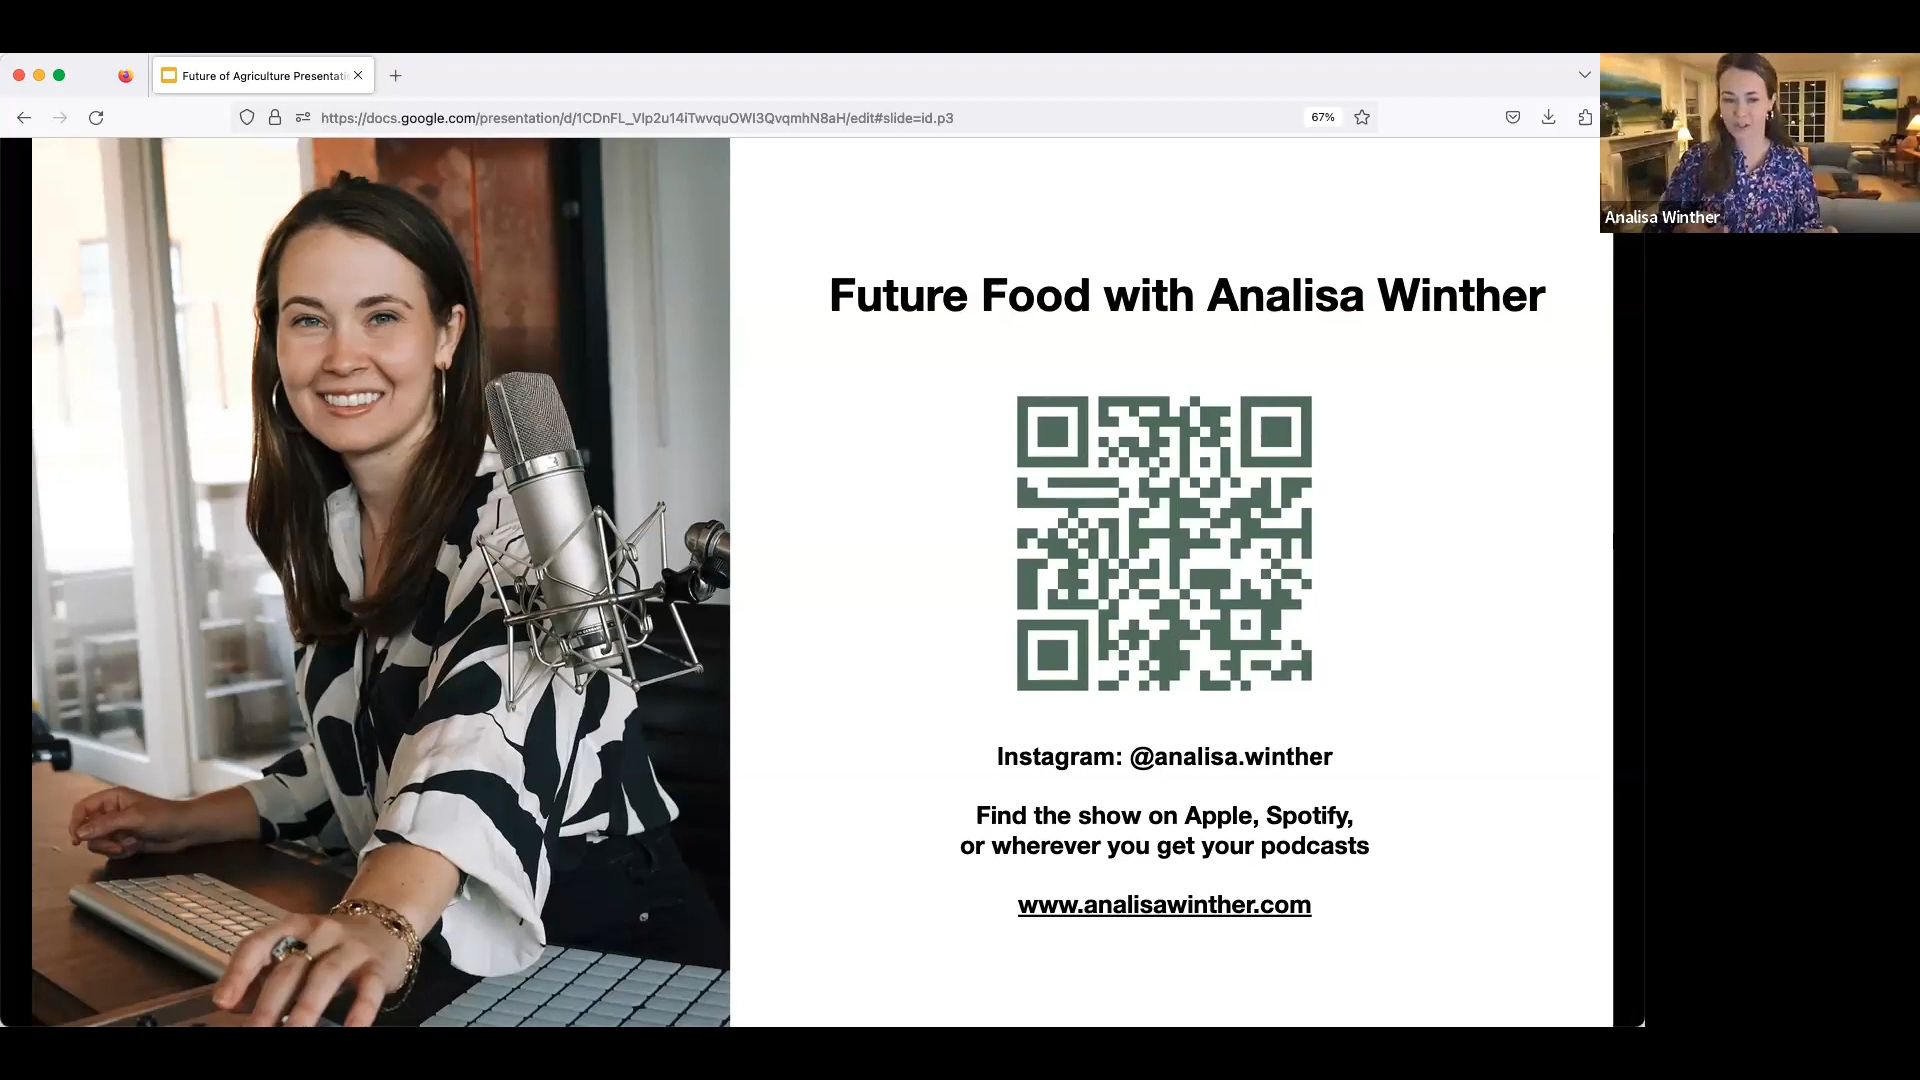 Future of Agriculture Presentati
https://docs.google.com/presentation/d/1CDnFL_Vlp2u14iTwvquOWI3QvqmhN8aH/edit#slide=id.p3
67%
Analisa Winther
Future Food with Analisa Winther
Instagram: @analisa.winther
Find the show on Apple, Spotify,
or wherever you get your podcasts
www.analisawinther.com